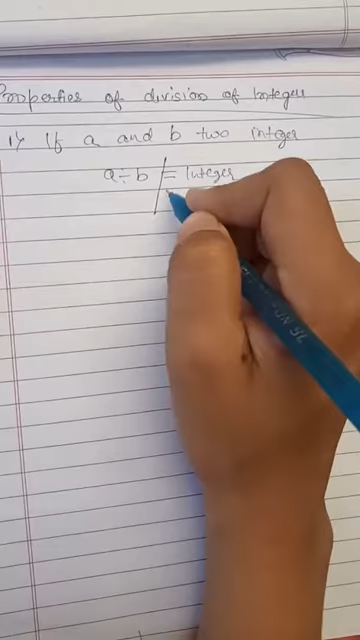 Properties of division of integer
1) If a and b two integer
a ÷ b ≠ Integer